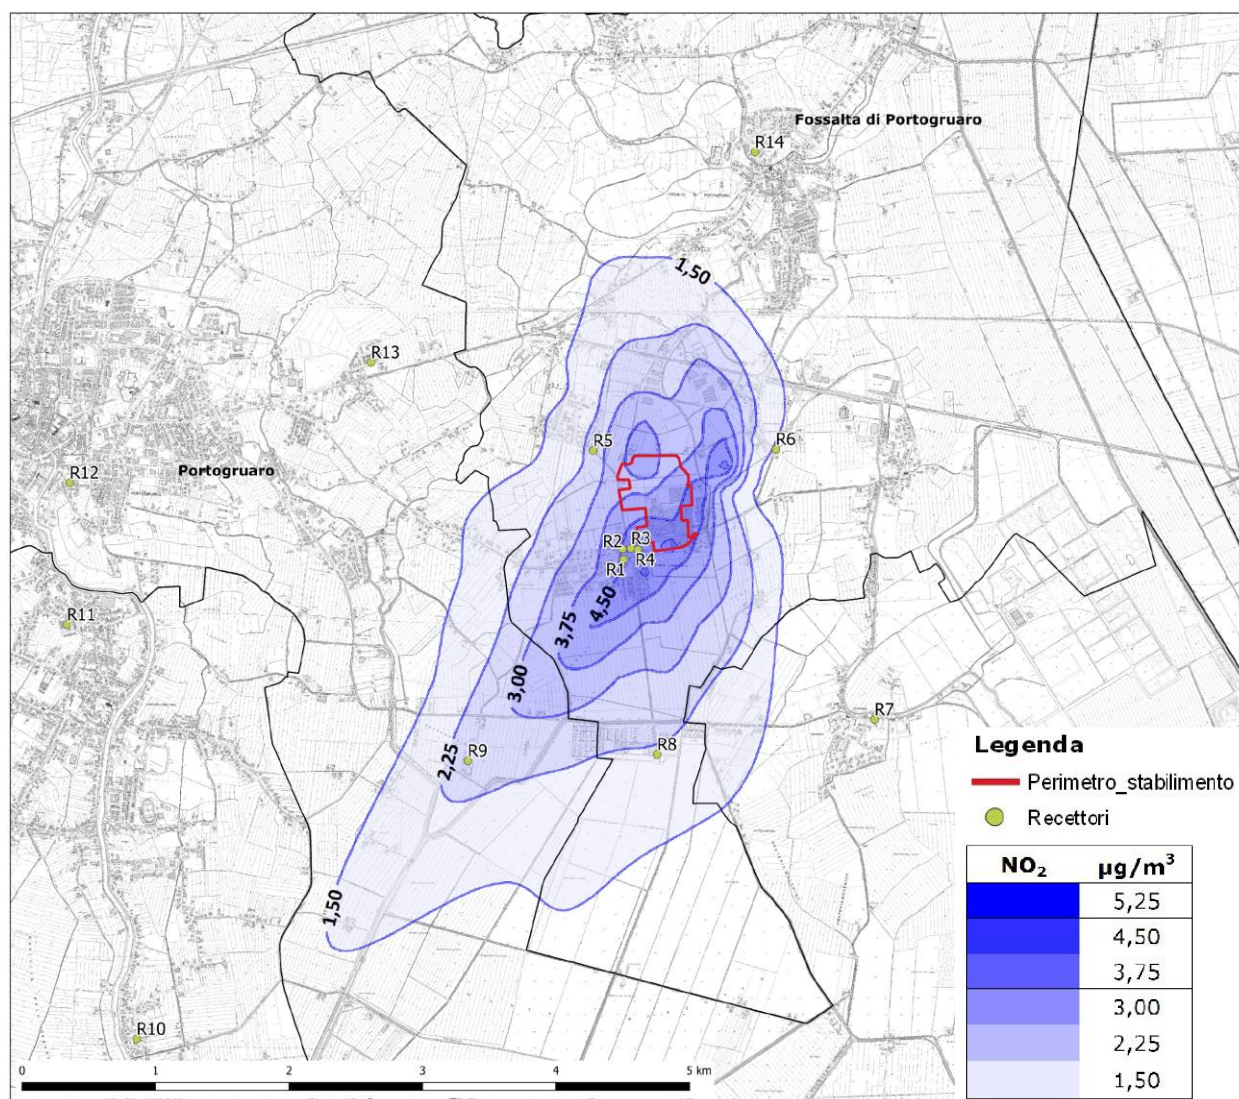 Fossalta di Portogruaro
R14
1,50
R13
R5
R6
Portogruaro
R12
PORTOGRUARO
R2
R3
R1
R4
4,50
3,75
R11
3,00
R7
R9
R8
2,25
1,50
R10
Legenda
Perimetro_stabilimento
Recettori
NO₂ µg/m³
5,25
4,50
3,75
3,00
2,25
1,50
0 1 2 3 4 5 km